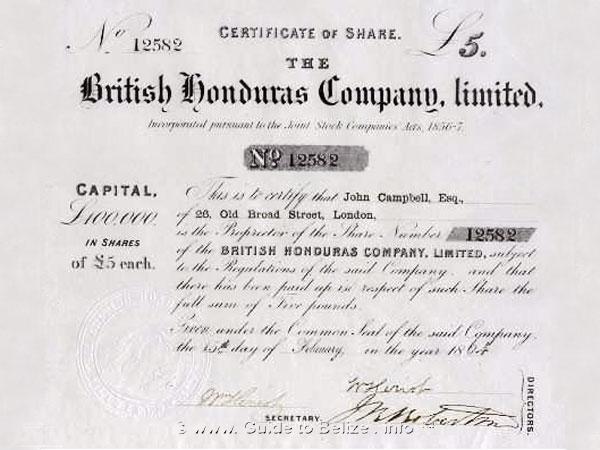 No 12582
CERTIFICATE OF SHARE.
£5.
THE
British Honduras Company, limited,
Incorporated pursuant to the Joint Stock Companies' Acts, 1856-7.
No 12582
CAPITAL,
£100,000,
IN SHARES
of £5 each.
This is to certify that John Campbell, Esq.,
of 26, Old Broad Street, London,
is the Proprietor of the Share Number 12582
of the BRITISH HONDURAS COMPANY, LIMITED, subject
to the Regulations of the said Company, and that
there has been paid up in respect of such Share the
full sum of Five pounds.
Given under the Common Seal of the said Company,
the day of February, in the year
SECRETARY.
DIRECTORS.
Guide to Belize . info